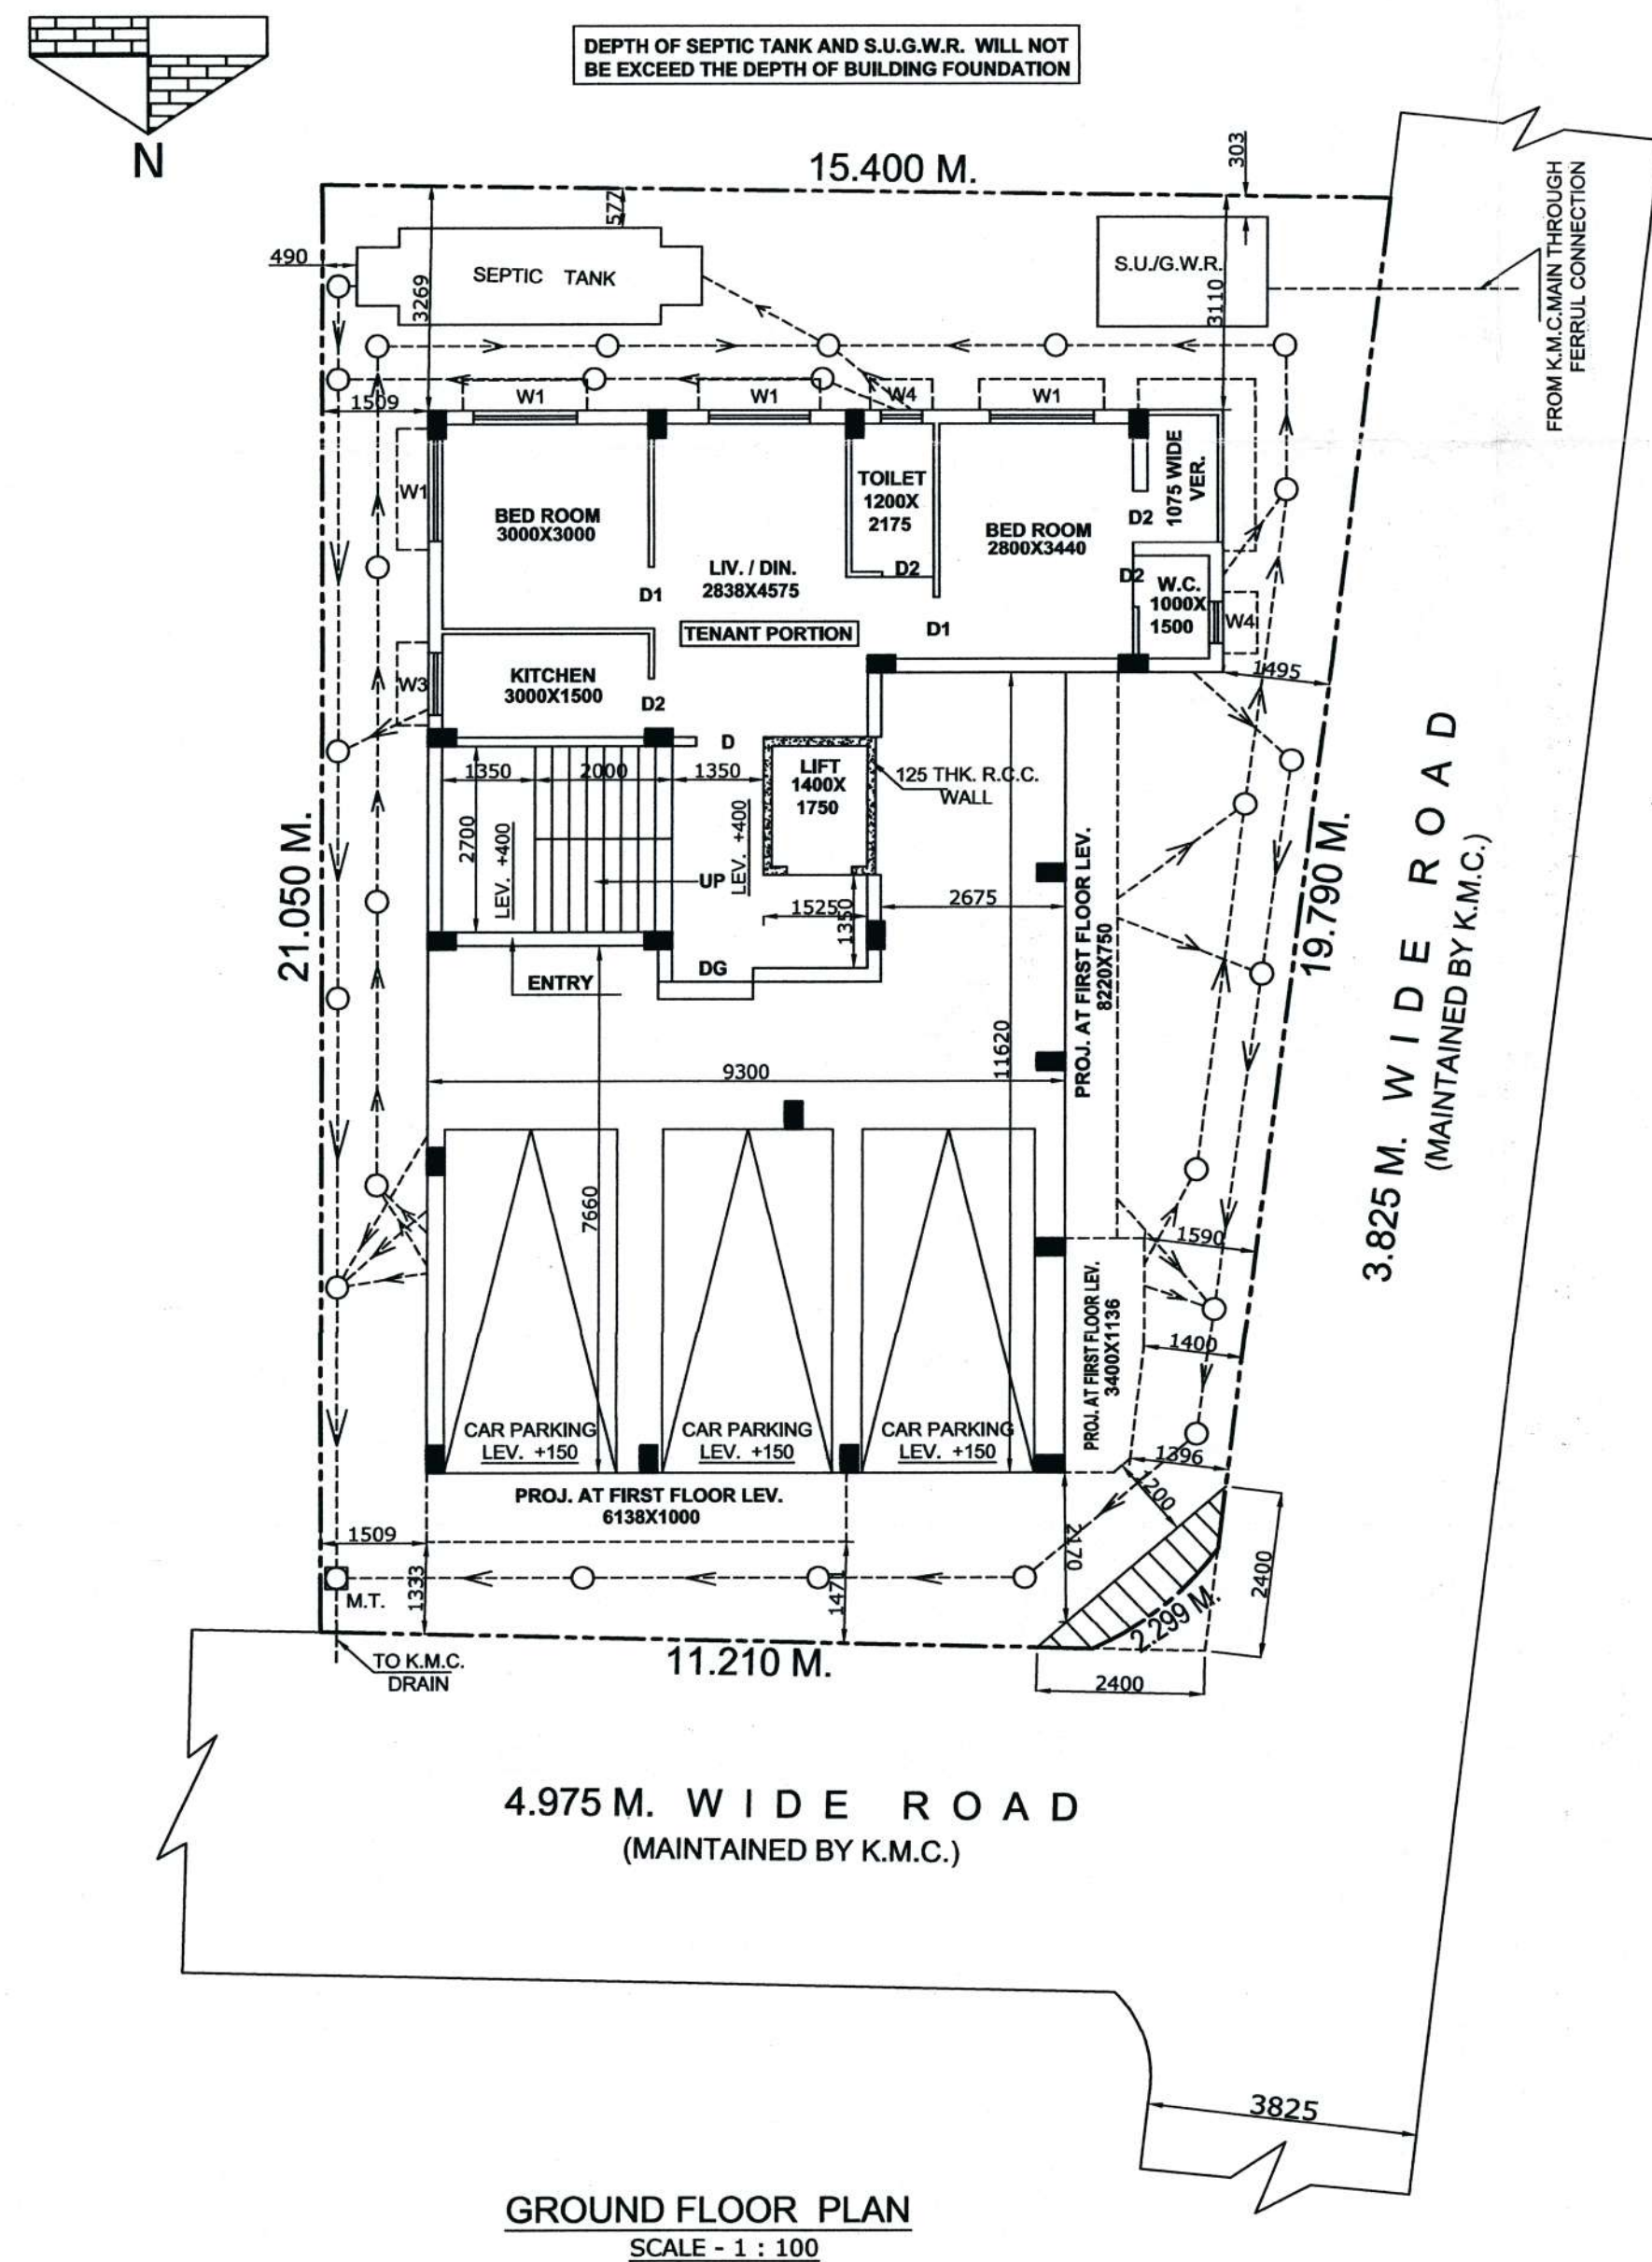 DEPTH OF SEPTIC TANK AND S.U.G.W.R. WILL NOT
BE EXCEED THE DEPTH OF BUILDING FOUNDATION
N
15.400 M.
303
577
490
SEPTIC TANK
3269
S.U./G.W.R.
3110
FROM K.M.C.MAIN THROUGH
FERRUL CONNECTION
1509
W1
W1
W4
W1
W1
BED ROOM
3000X3000
TOILET
1200X
2175
D2
BED ROOM
2800X3440
1075 WIDE
VER.
D2
LIV. / DIN.
2838X4575
D1
TENANT PORTION
D1
D2
W.C.
1000X
1500
W4
1495
W3
KITCHEN
3000X1500
D2
D
1350
2000
1350
LIFT
1400X
1750
125 THK. R.C.C.
WALL
2700
LEV. +400
UP
LEV. +400
1525
1350
2675
21.050 M.
19.790 M.
3.825 M. WIDE ROAD
(MAINTAINED BY K.M.C.)
PROJ. AT FIRST FLOOR LEV.
8220X750
ENTRY
DG
9300
11620
7660
1590
1400
PROJ. AT FIRST FLOOR LEV.
3400X1136
CAR PARKING
LEV. +150
CAR PARKING
LEV. +150
CAR PARKING
LEV. +150
1396
1200
PROJ. AT FIRST FLOOR LEV.
6138X1000
1509
2170
2400
1333
1471
M.T.
2.299 M.
TO K.M.C.
DRAIN
11.210 M.
2400
4.975 M. WIDE ROAD
(MAINTAINED BY K.M.C.)
3825
GROUND FLOOR PLAN
SCALE - 1 : 100